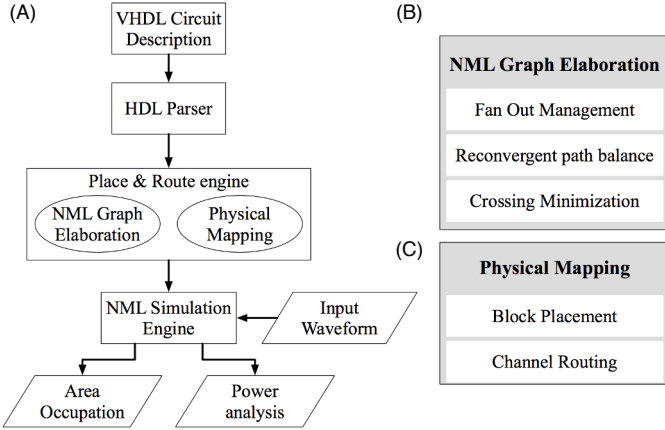 (A)
VHDL Circuit
Description
HDL Parser
Place & Route engine
NML Graph
Elaboration
Physical
Mapping
NML Simulation
Engine
Input
Waveform
Area
Occupation
Power
analysis
(B)
NML Graph Elaboration
Fan Out Management
Reconvergent path balance
Crossing Minimization
(C)
Physical Mapping
Block Placement
Channel Routing